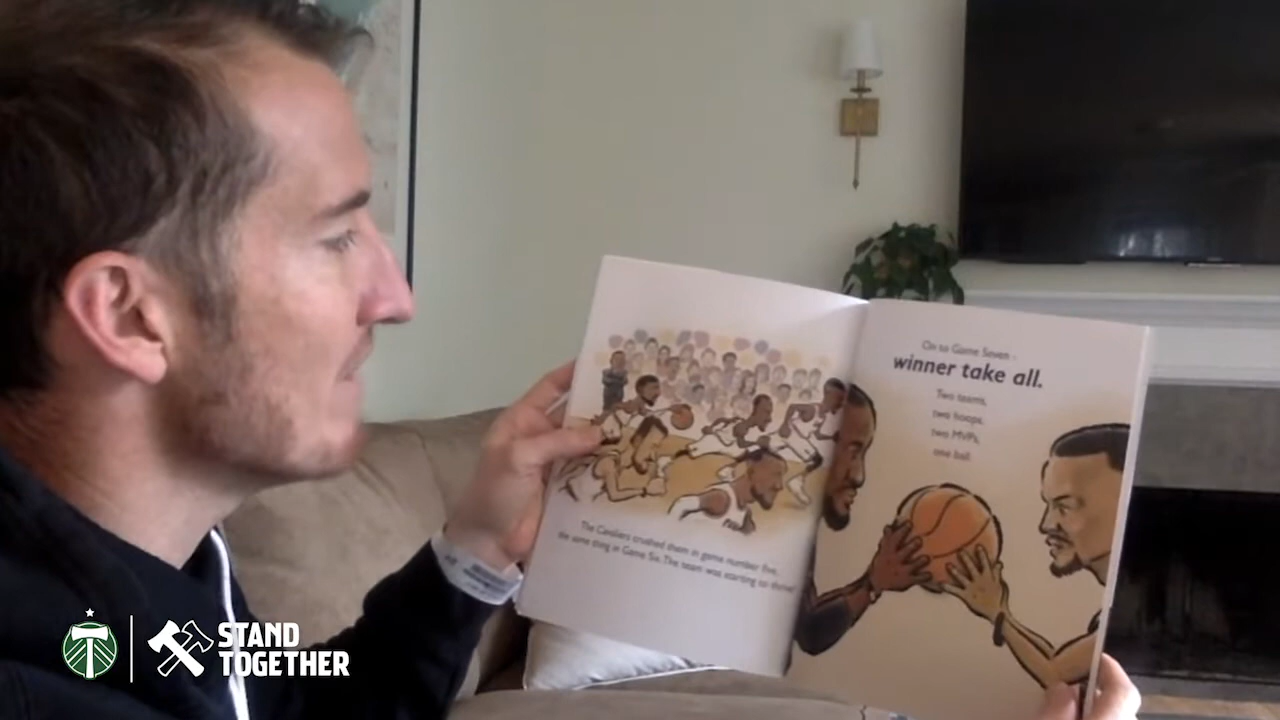 The Cavaliers crushed them in game number five,
the same thing in Game Six. The team was starting to thrive!
On to Game Seven -
winner take all.
Two teams,
two hoops,
two MVPs,
one ball.
STAND
TOGETHER